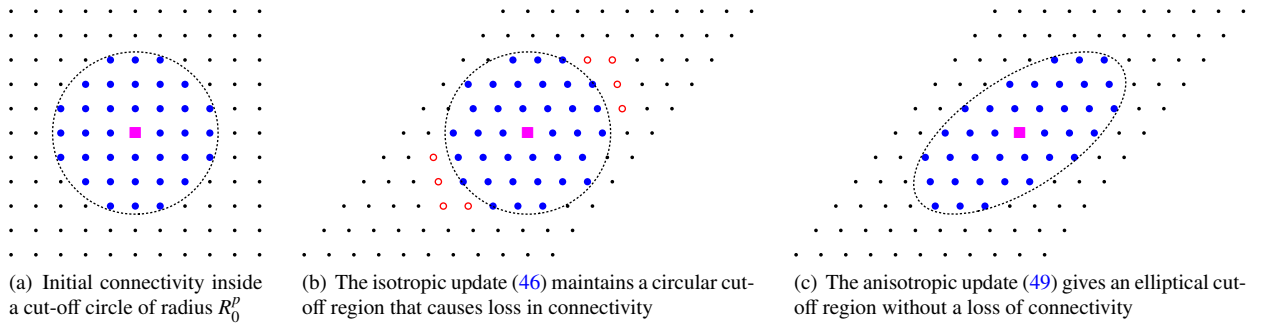 (a) Initial connectivity inside
a cut-off circle of radius R_0^p
(b) The isotropic update (46) maintains a circular cut-
off region that causes loss in connectivity
(c) The anisotropic update (49) gives an elliptical cut-
off region without a loss of connectivity